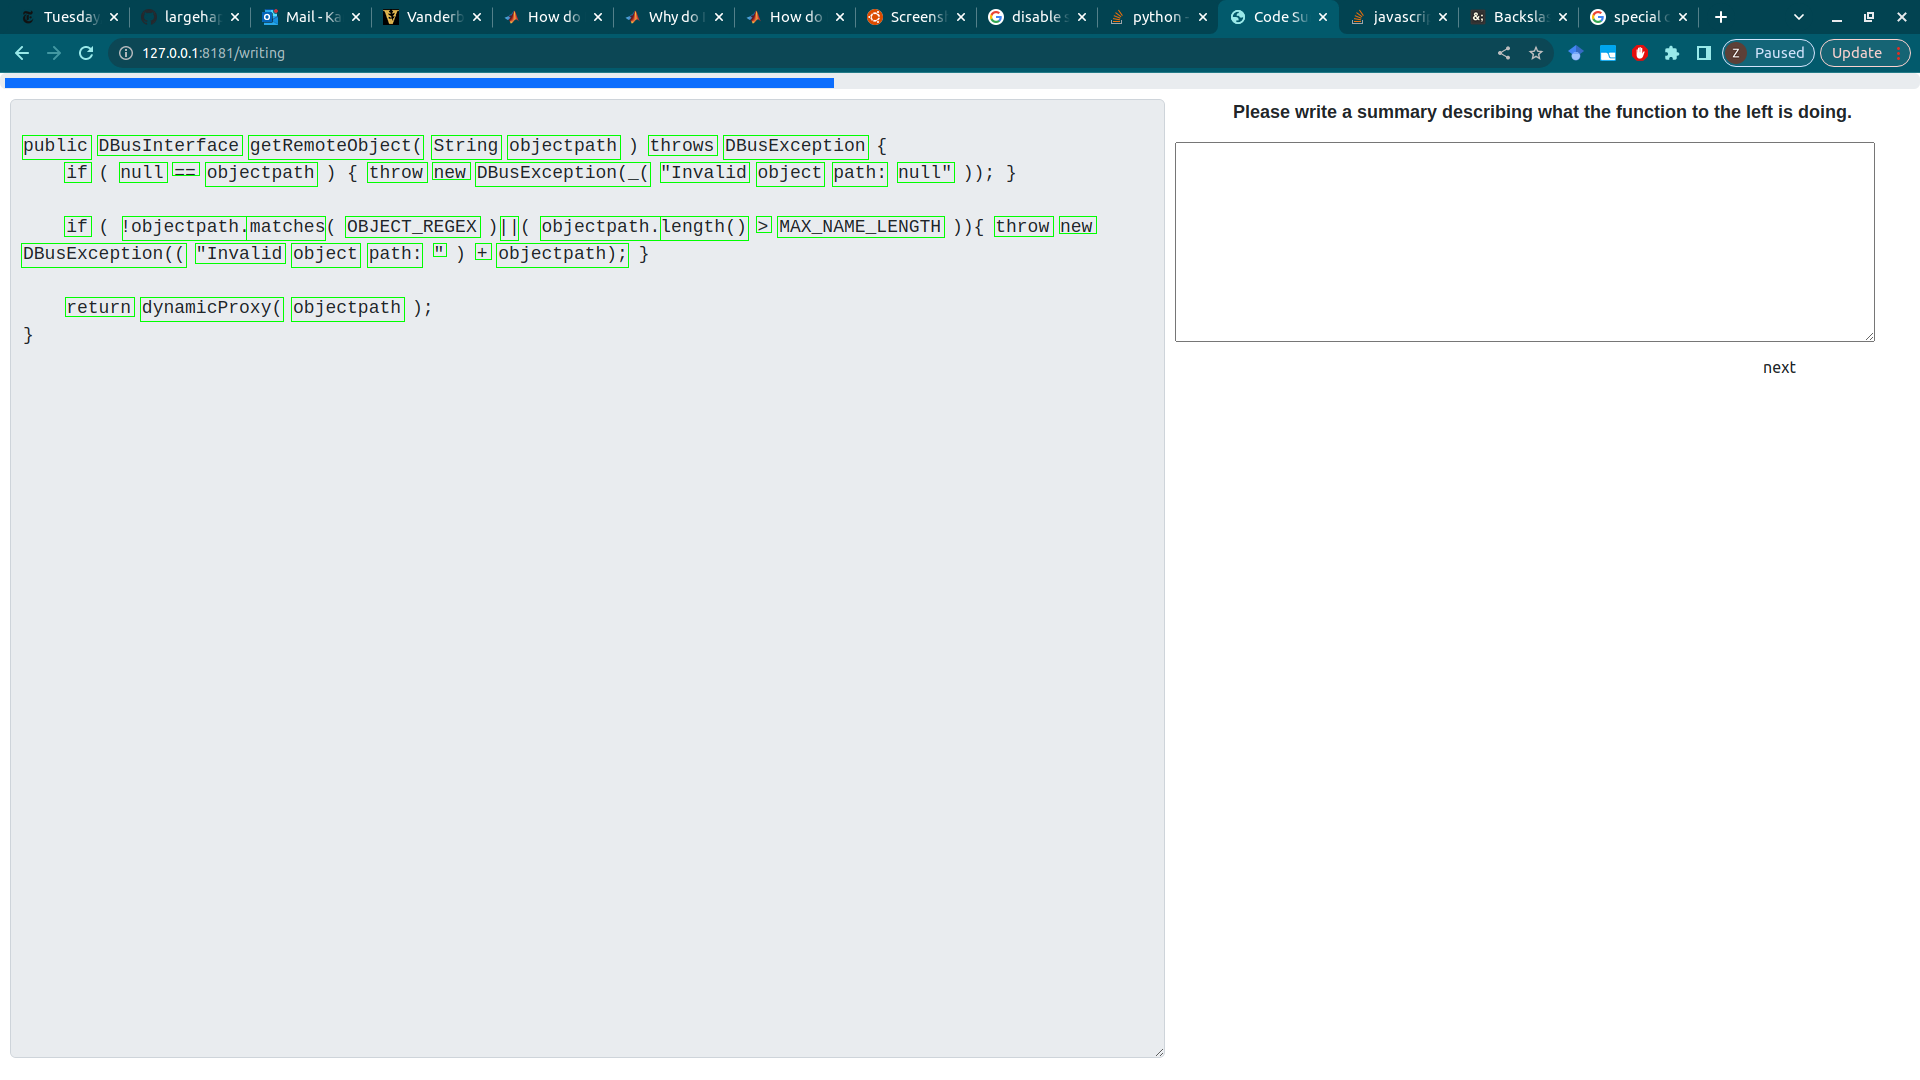 Tuesday
largehap
Mail - Ka
Vanderb
How do
Why do
How do
Screens
disable s
python -
Code Su
javascrip
Backslas
special c
127.0.0.1:8181/writing
Z Paused
Update
public DBusInterface getRemoteObject( String objectpath ) throws DBusException {
if ( null == objectpath ) { throw new DBusException(_( "Invalid object path: null" )); }
if ( !objectpath.matches( OBJECT_REGEX )||( objectpath.length() > MAX_NAME_LENGTH )){ throw new
DBusException(( "Invalid object path: " ) + objectpath); }
return dynamicProxy( objectpath );
}
Please write a summary describing what the function to the left is doing.
next